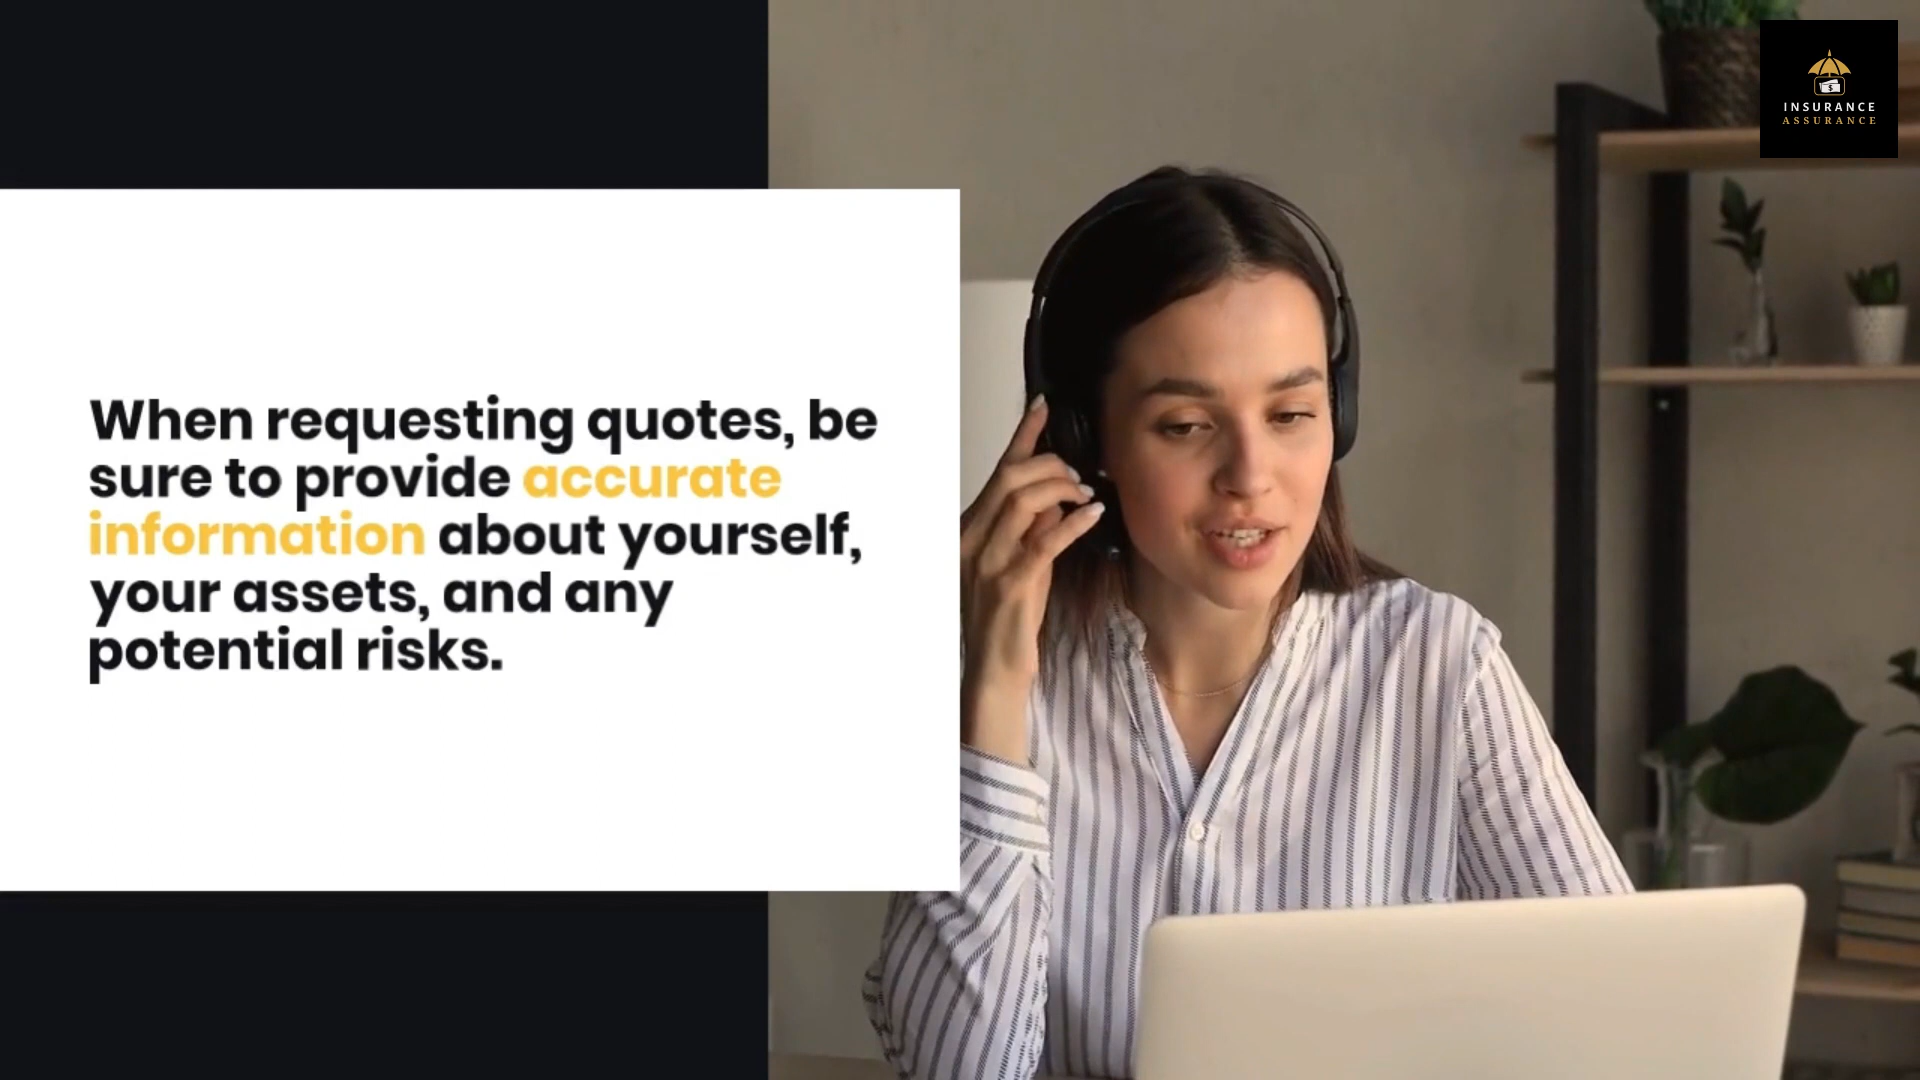 INSURANCE
ASSURANCE
When requesting quotes, be
sure to provide accurate
information about yourself,
your assets, and any
potential risks.